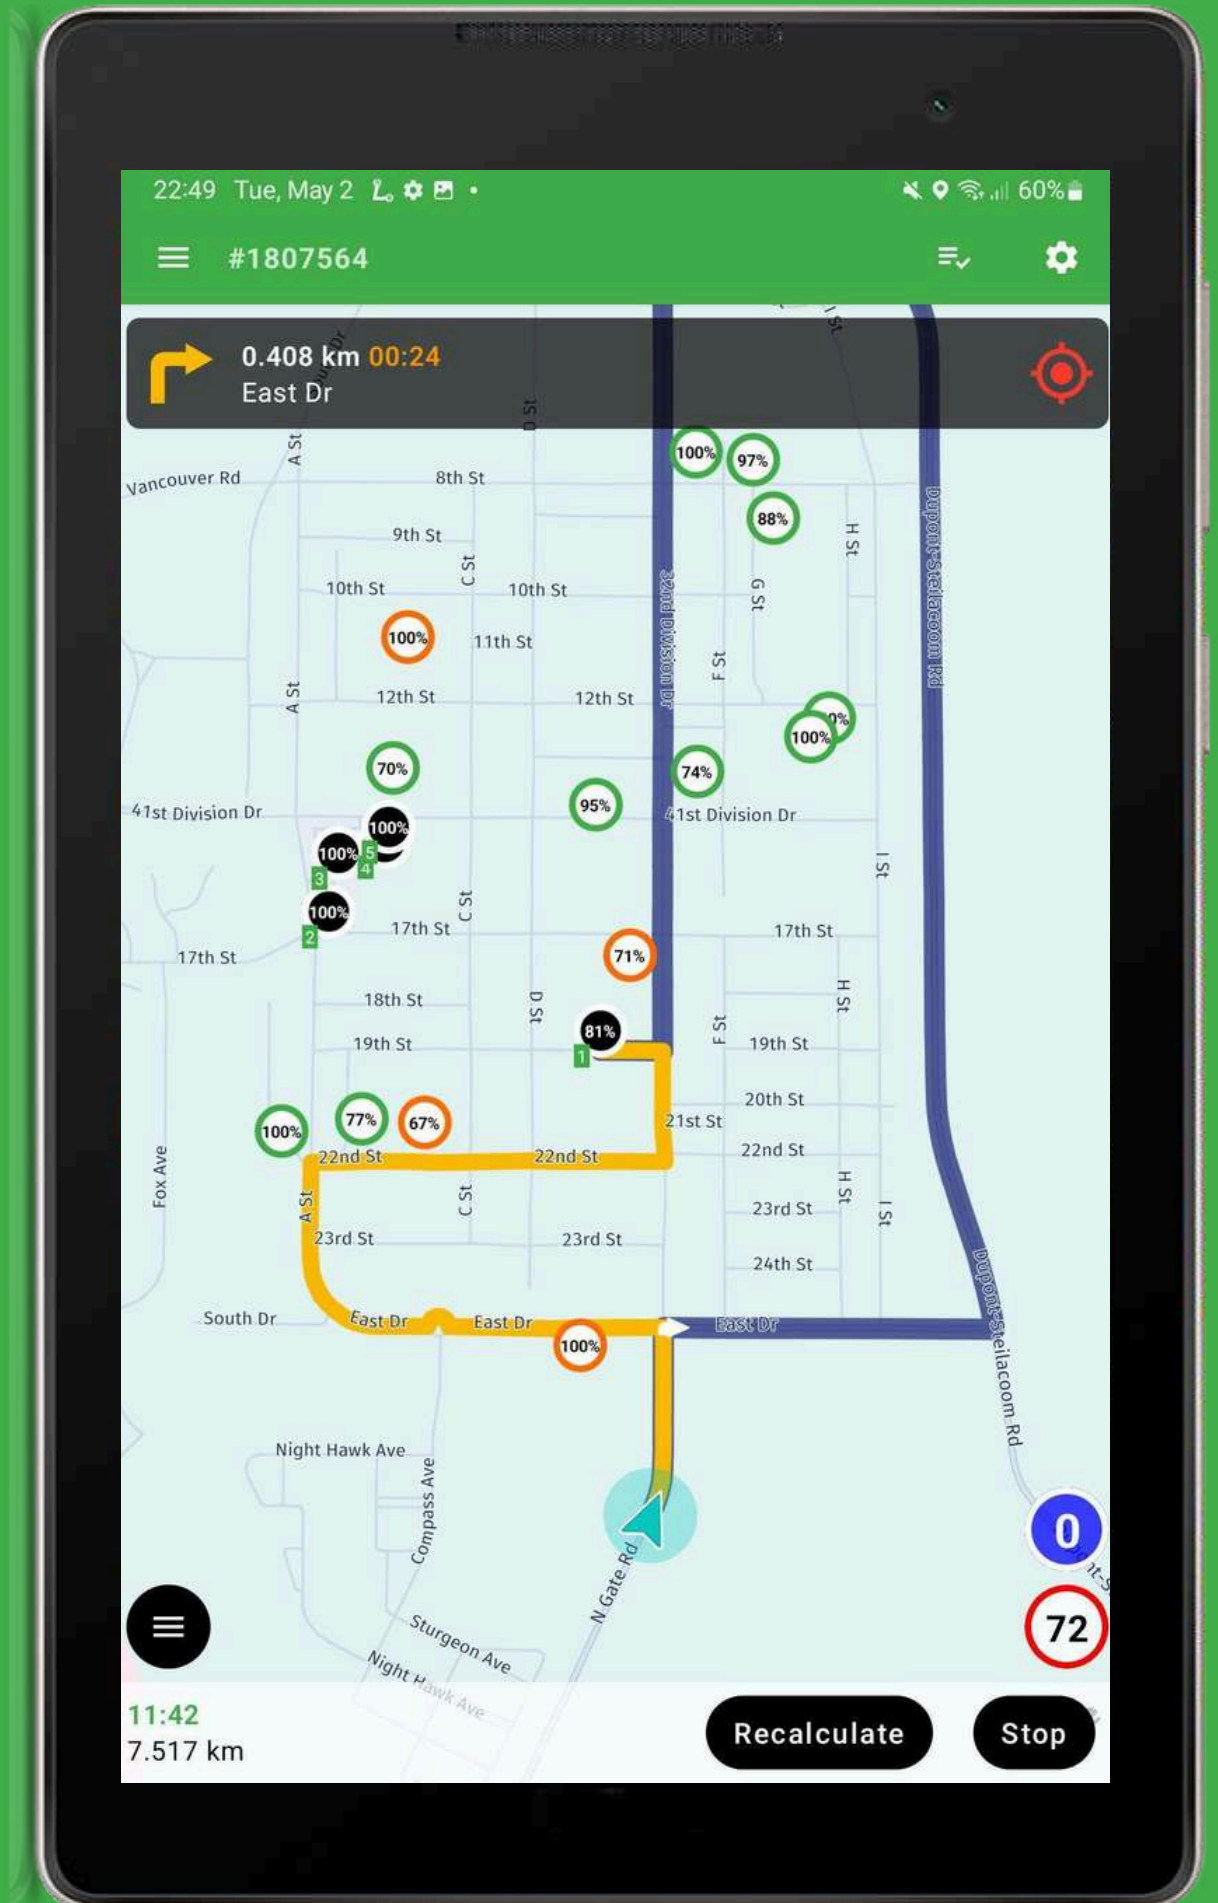 22:49 Tue, May 2
60%
#1807564
0.408 km 00:24
East Dr
I St
D St
A St
100%
97%
Vancouver Rd
8th St
88%
Dupont-Steilacoom Rd
9th St
H St
C St
10th St
10th St
G St
32nd Division Dr
100%
11th St
F St
A St
12th St
12th St
100%
70%
74%
95%
41st Division Dr
41st Division Dr
100%
100%
5
4
3
I St
100%
C St
2
17th St
17th St
17th St
71%
18th St
D St
H St
81%
F St
1
19th St
19th St
20th St
100%
77%
67%
21st St
22nd St
22nd St
22nd St
Fox Ave
A St
C St
H St
I St
23rd St
23rd St
23rd St
24th St
Dupont-Steilacoom Rd
South Dr
East Dr
East Dr
East Dr
100%
Night Hawk Ave
Compass Ave
0
N Gate Rd
72
Sturgeon Ave
Night Hawk Ave
11:42
7.517 km
Recalculate
Stop